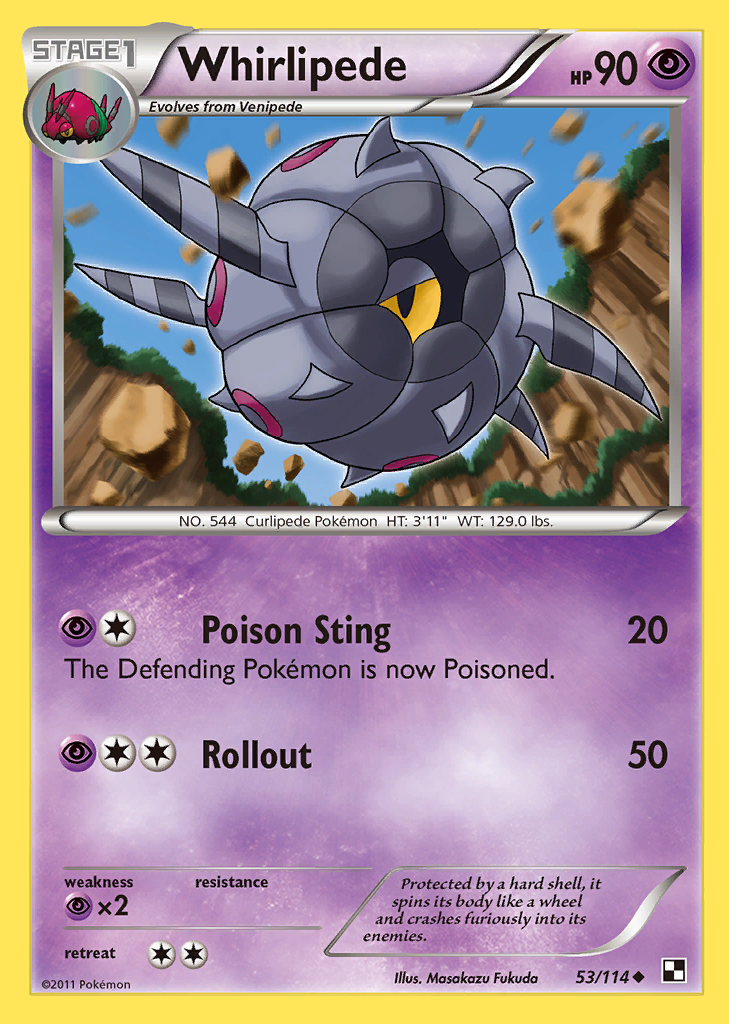 STAGE1
Whirlipede
HP 90
Evolves from Venipede
NO. 544 Curlipede Pokémon HT: 3'11" WT: 129.0 lbs.
Poison Sting 20
The Defending Pokémon is now Poisoned.
Rollout 50
weakness
resistance
×2
retreat
Protected by a hard shell, it
spins its body like a wheel
and crashes furiously into its
enemies.
©2011 Pokémon
Illus. Masakazu Fukuda
53/114